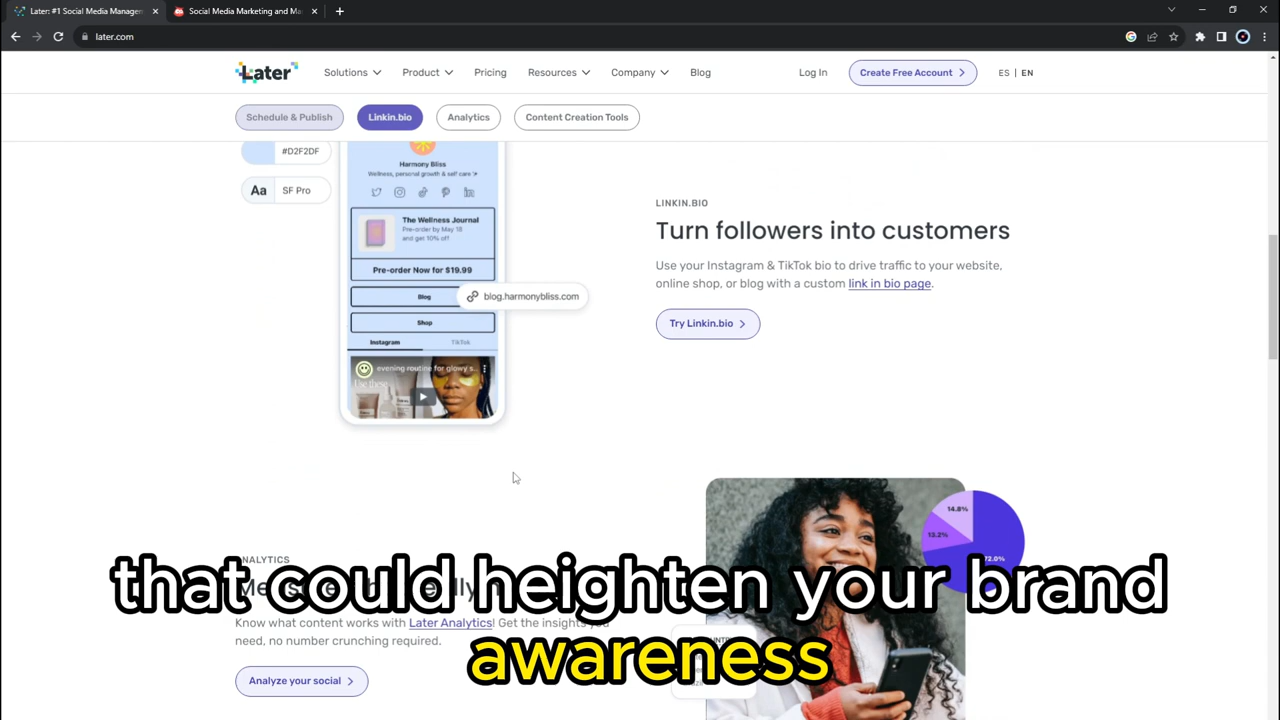 Later: #1 Social Media Manage
Social Media Marketing and Ma
later.com
Later
Solutions
Product
Pricing
Resources
Company
Blog
Log In
Create Free Account
ES | EN
Schedule & Publish
Linkin.bio
Analytics
Content Creation Tools
#D2F2DF
Aa
SF Pro
Harmony Bliss
Wellness, personal growth & self care
The Wellness Journal
Pre-order by May 18
and get 10% off
Pre-order Now for $19.99
Blog
blog.harmonybliss.com
Shop
Instagram
TikTok
evening routine for glowy s...
Use these
LINKIN.BIO
Turn followers into customers
Use your Instagram & TikTok bio to drive traffic to your website,
online shop, or blog with a custom link in bio page.
Try Linkin.bio
14.8%
13.2%
72.0%
that could heighten your brand
awareness
Know what content works with Later Analytics! Get the insights you
need, no number crunching required.
Analyze your social